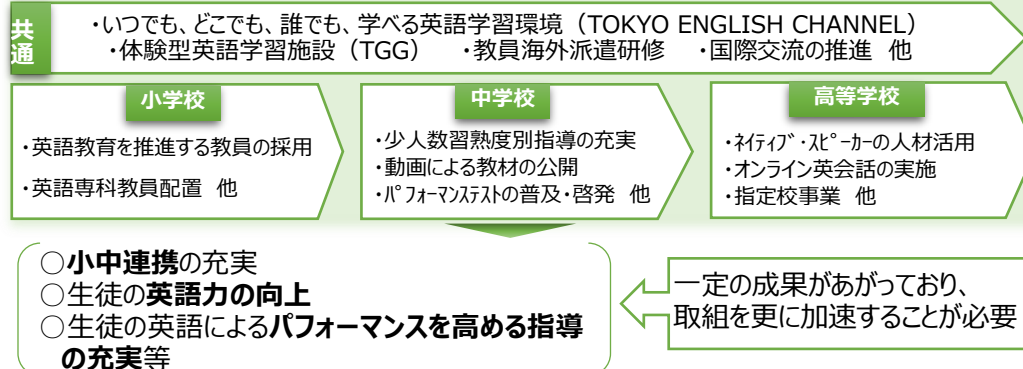 共通
・いつでも、どこでも、誰でも、学べる英語学習環境（TOKYO ENGLISH CHANNEL）
・体験型英語学習施設（TGG）　・教員海外派遣研修　・国際交流の推進 他
小学校
・英語教育を推進する教員の採用
・英語専科教員配置 他
中学校
・少人数習熟度別指導の充実
・動画による教材の公開
・ﾊﾟﾌｫｰﾏﾝｽﾃｽﾄの普及・啓発 他
高等学校
・ﾈｲﾃｨﾌﾞ・ｽﾋﾟｰｶｰの人材活用
・オンライン英会話の実施
・指定校事業 他
○小中連携の充実
○生徒の英語力の向上
○生徒の英語によるパフォーマンスを高める指導
の充実等
一定の成果があがっており、
取組を更に加速することが必要